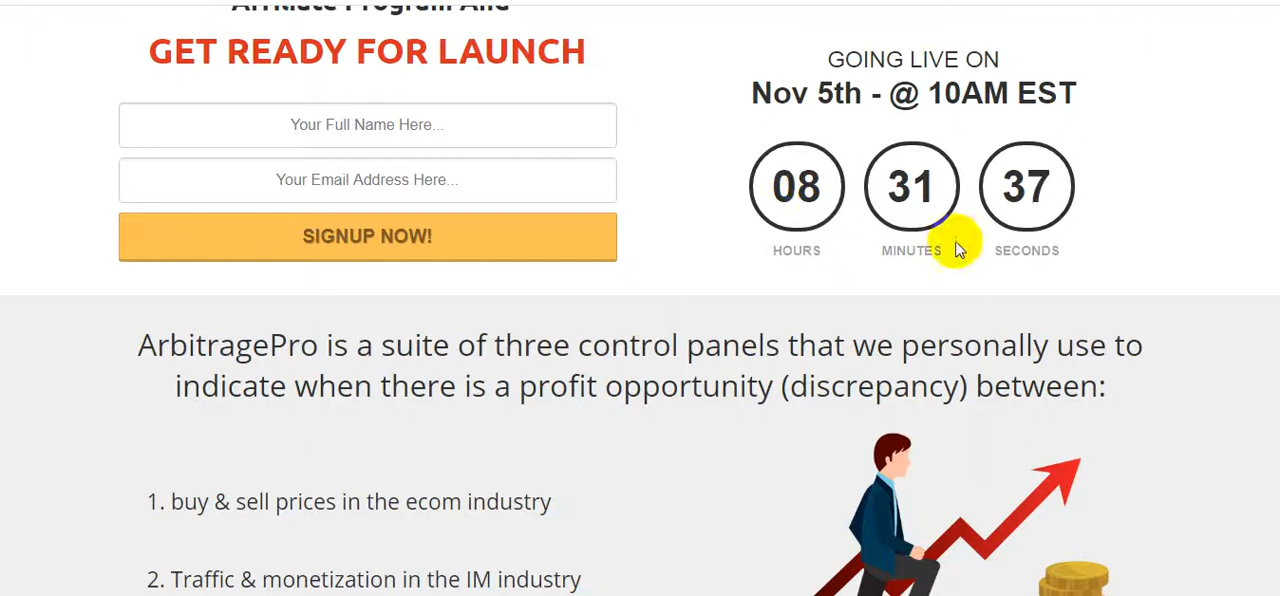 Affiliate Program And
GET READY FOR LAUNCH
Your Full Name Here...
Your Email Address Here...
SIGNUP NOW!
GOING LIVE ON
Nov 5th - @ 10AM EST
08 31 37
HOURS MINUTES SECONDS
ArbitragePro is a suite of three control panels that we personally use to
indicate when there is a profit opportunity (discrepancy) between:
1. buy & sell prices in the ecom industry
2. Traffic & monetization in the IM industry